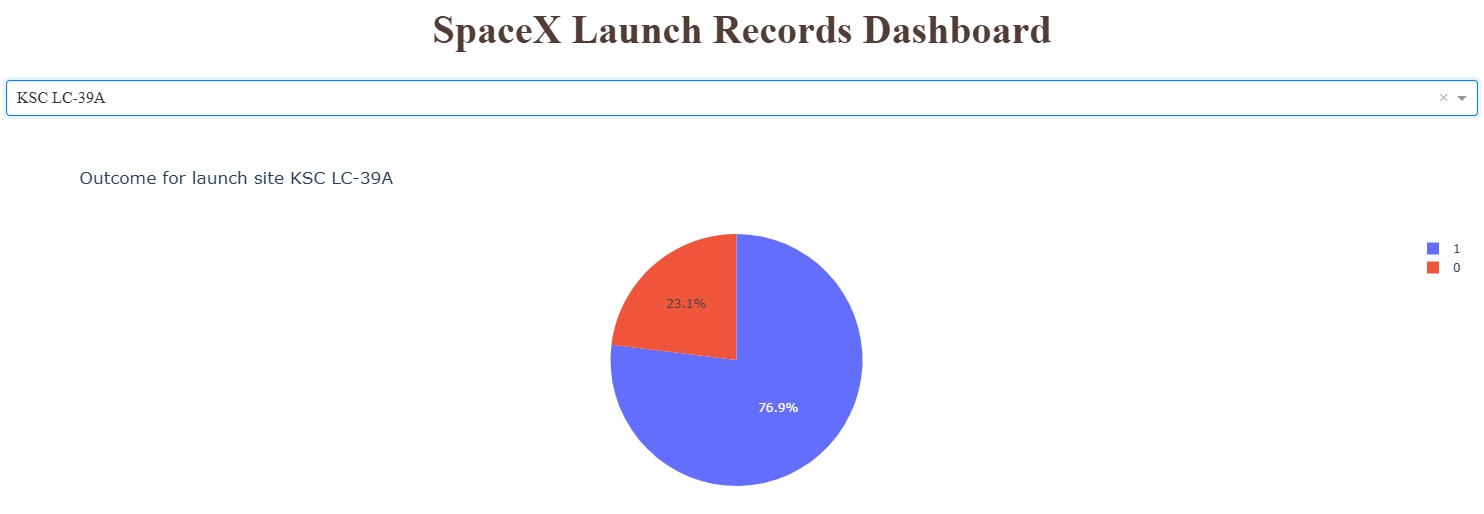 SpaceX Launch Records Dashboard
KSC LC-39A ×
Outcome for launch site KSC LC-39A
1
0
23.1%
76.9%